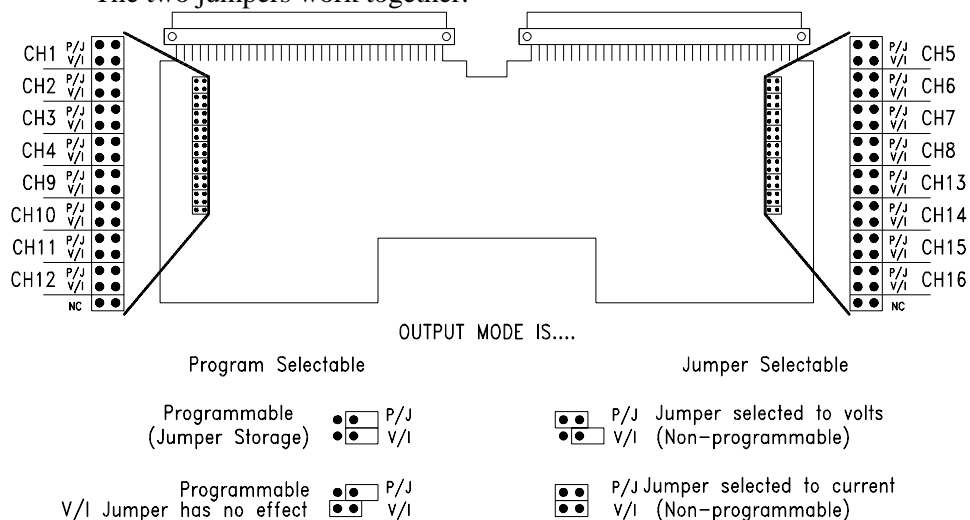 The two jumpers work together.
CH1 P/J V/I
CH2 P/J V/I
CH3 P/J V/I
CH4 P/J V/I
CH9 P/J V/I
CH10 P/J V/I
CH11 P/J V/I
CH12 P/J V/I
NC
P/J V/I CH5
P/J V/I CH6
P/J V/I CH7
P/J V/I CH8
P/J V/I CH13
P/J V/I CH14
P/J V/I CH15
P/J V/I CH16
NC
OUTPUT MODE IS....
Program Selectable
Programmable P/J
(Jumper Storage) V/I
Programmable P/J
V/I Jumper has no effect V/I
Jumper Selectable
P/J Jumper selected to volts
V/I (Non-programmable)
P/J Jumper selected to current
V/I (Non-programmable)